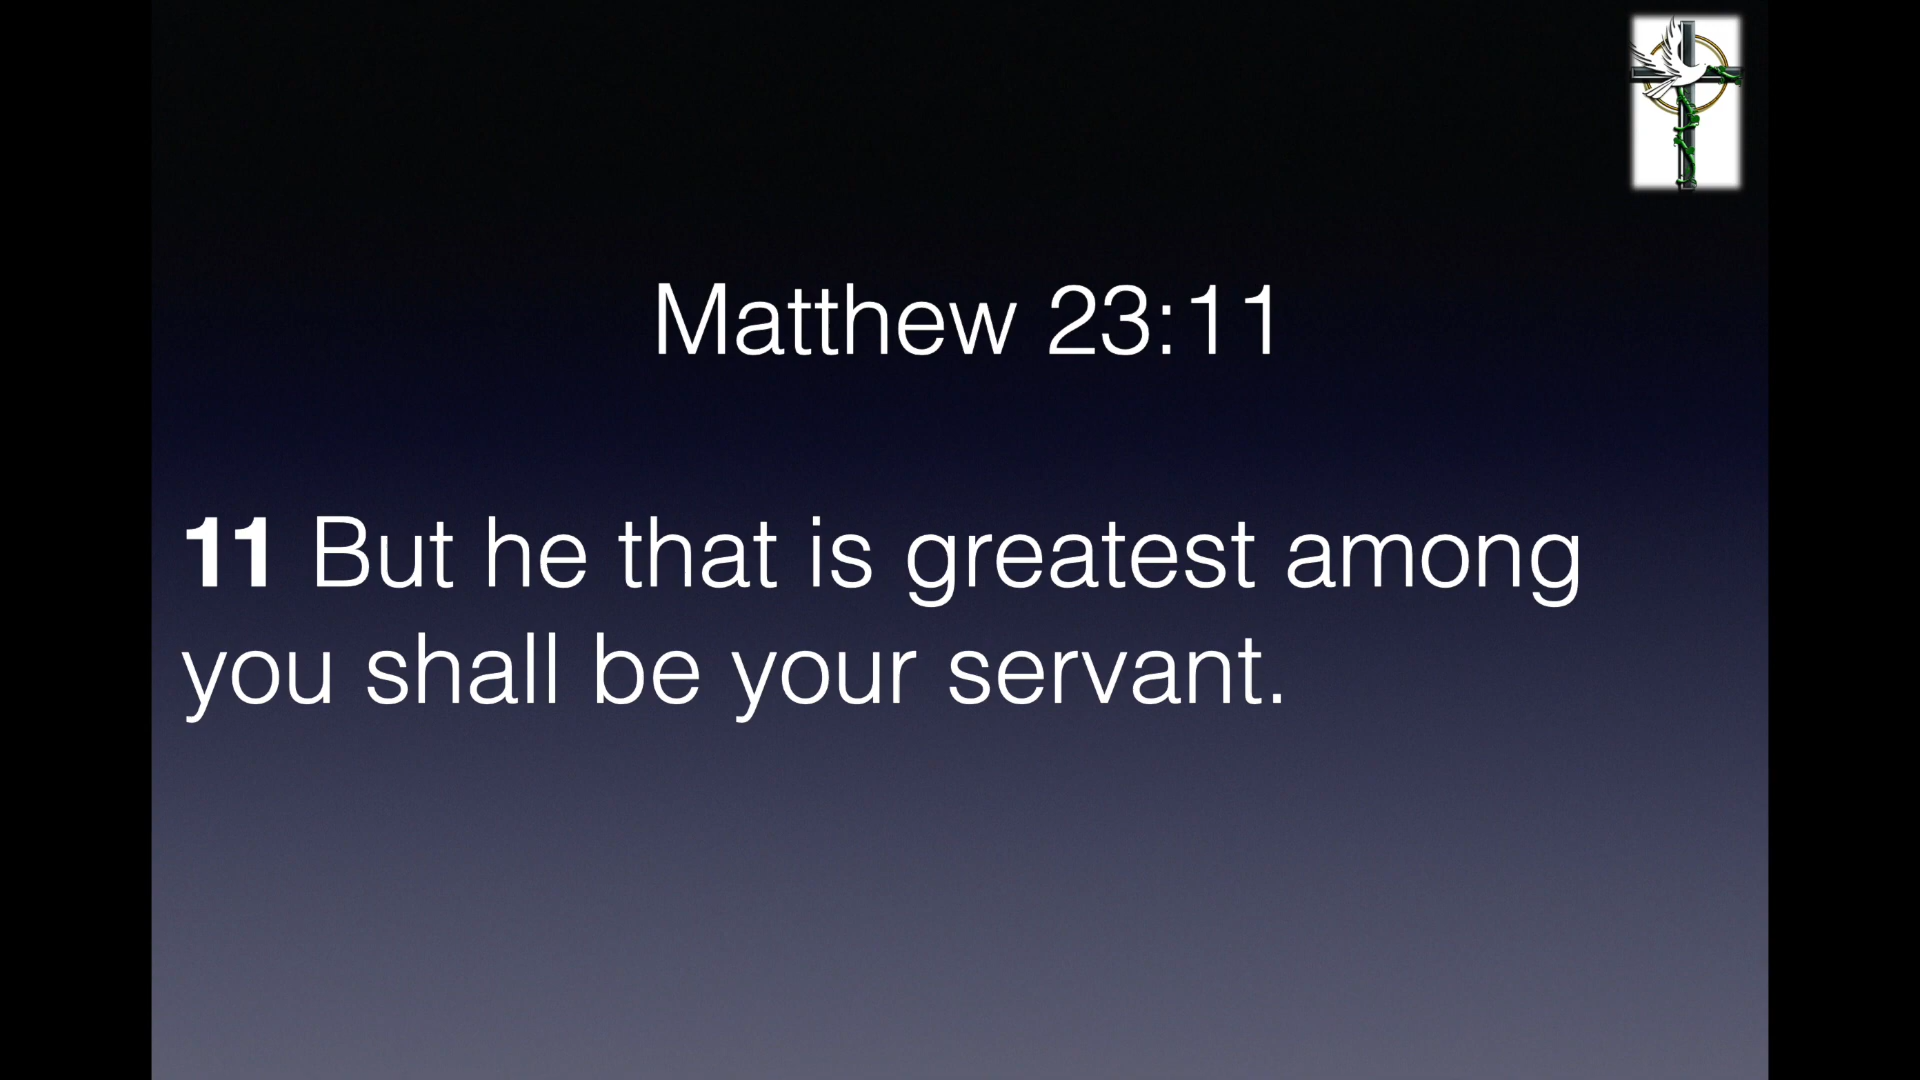 Matthew 23:11
11 But he that is greatest among
you shall be your servant.